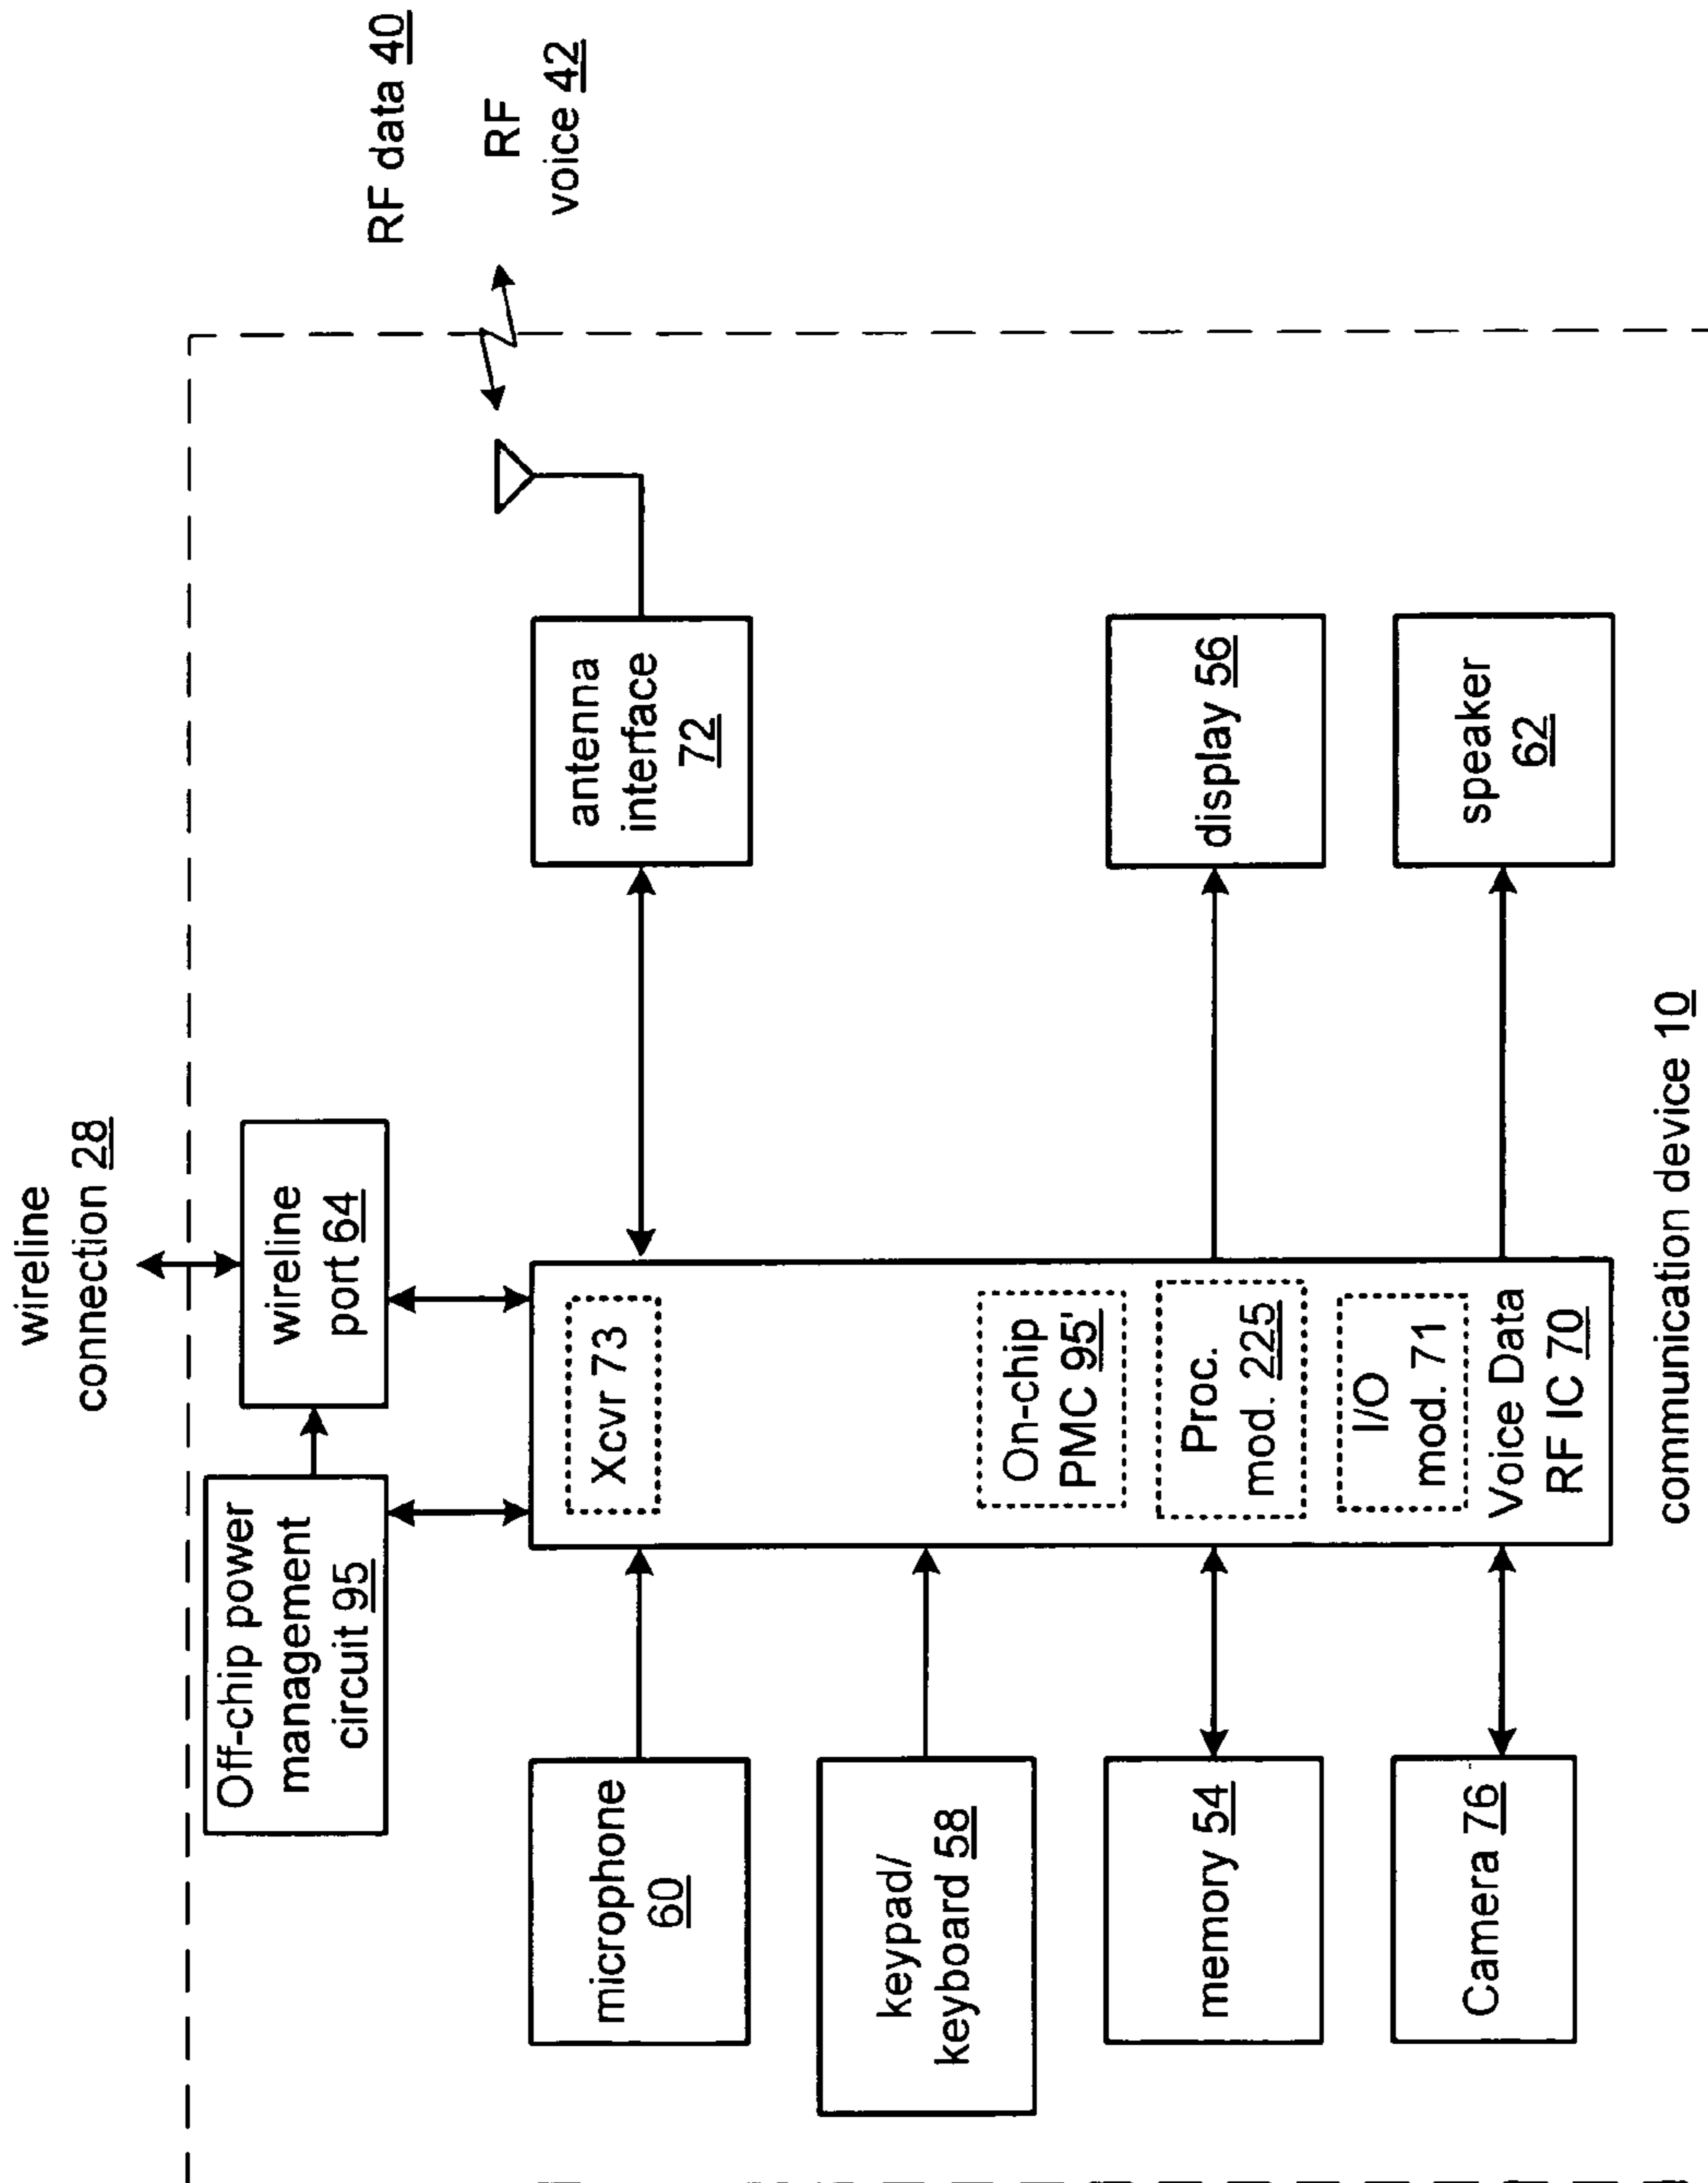 wireline
connection 28
RF data 40
RF
voice 42
Off-chip power
management
circuit 95
wireline
port 64
microphone
60
Xcvr 73
antenna
interface
72
keypad/
keyboard 58
On-chip
PMC 95'
memory 54
Proc.
mod. 225
display 56
Camera 76
I/O
mod. 71
Voice Data
RF IC 70
speaker
62
communication device 10